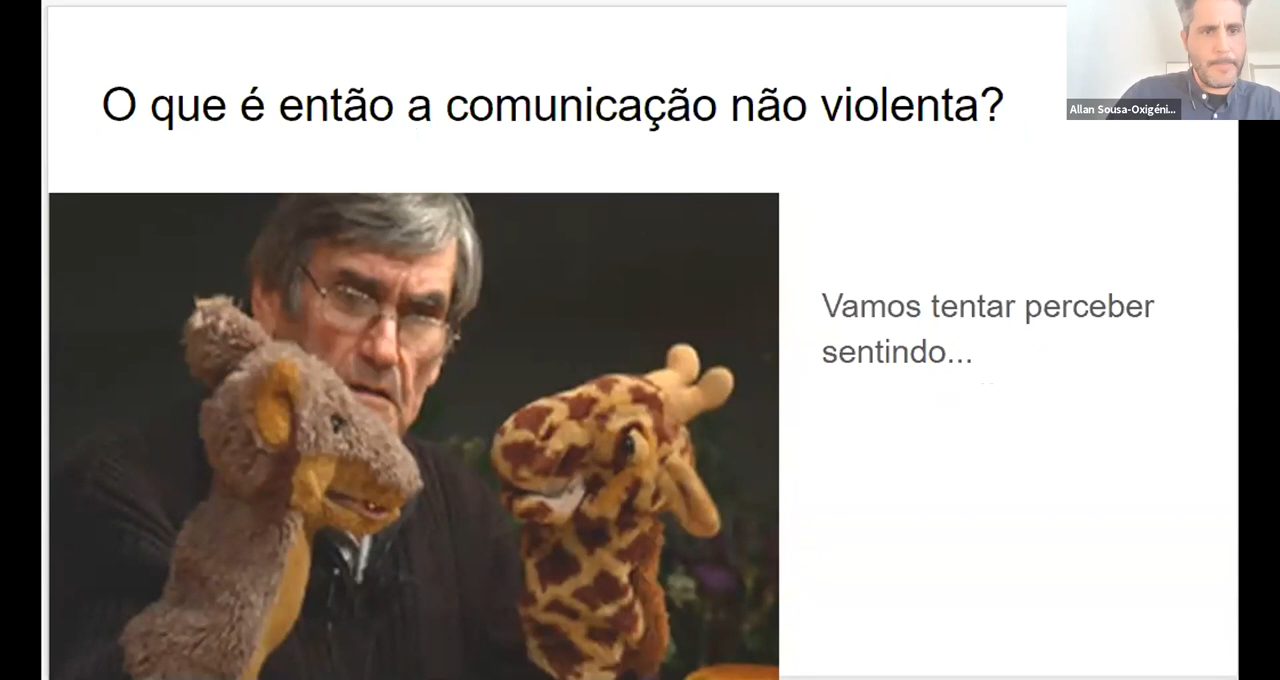 O que é então a comunicação não violenta?
Allan Sousa-Oxigéni...
Vamos tentar perceber
sentindo...